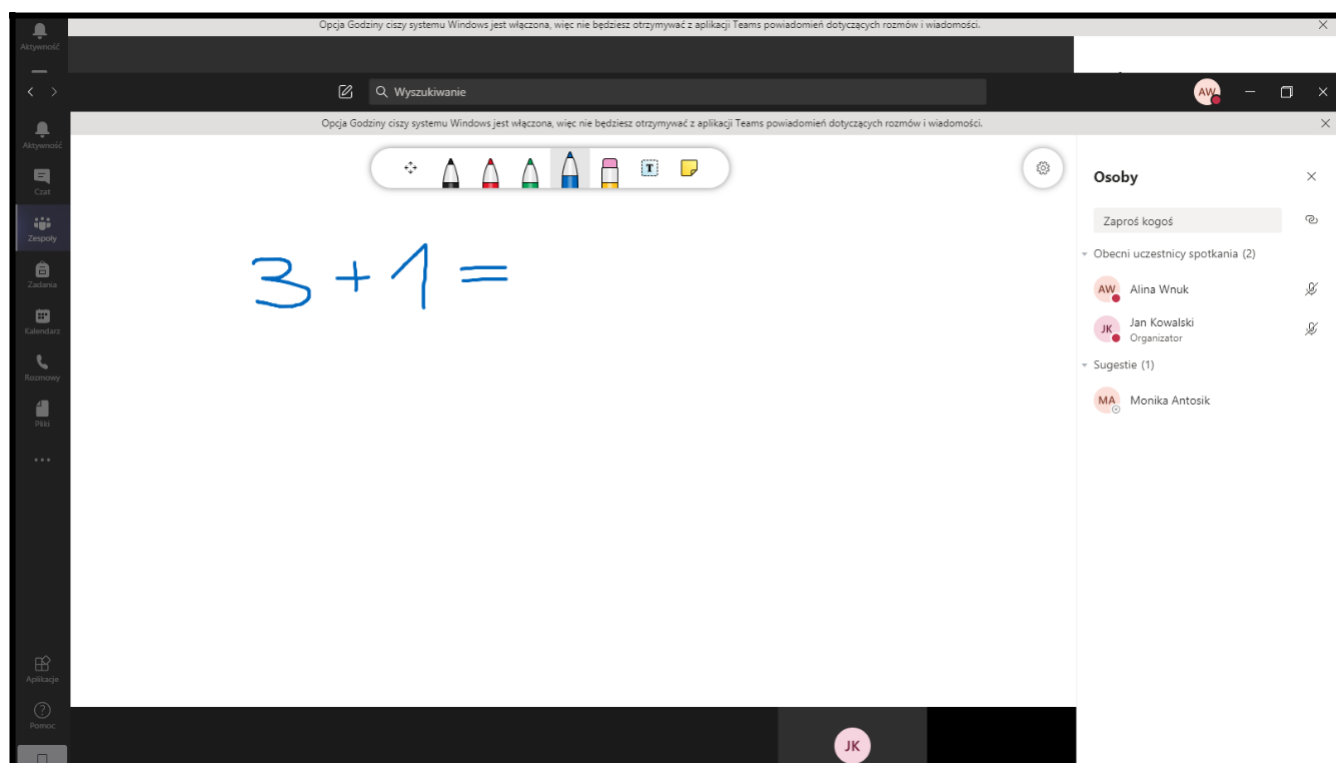 Opcja Godziny ciszy systemu Windows jest włączona, więc nie będziesz otrzymywać z aplikacji Teams powiadomień dotyczących rozmów i wiadomości.
Aktywność
Wyszukiwanie
AW
Opcja Godziny ciszy systemu Windows jest włączona, więc nie będziesz otrzymywać z aplikacji Teams powiadomień dotyczących rozmów i wiadomości.
Aktywność
Czat
Zespoły
Zadania
Kalendarz
Rozmowy
Pliki
Aplikacje
Pomoc
T
3 + 1 =
Osoby
Zaproś kogoś
Obecni uczestnicy spotkania (2)
AW Alina Wnuk
JK Jan Kowalski
Organizator
Sugestie (1)
MA Monika Antosik
JK